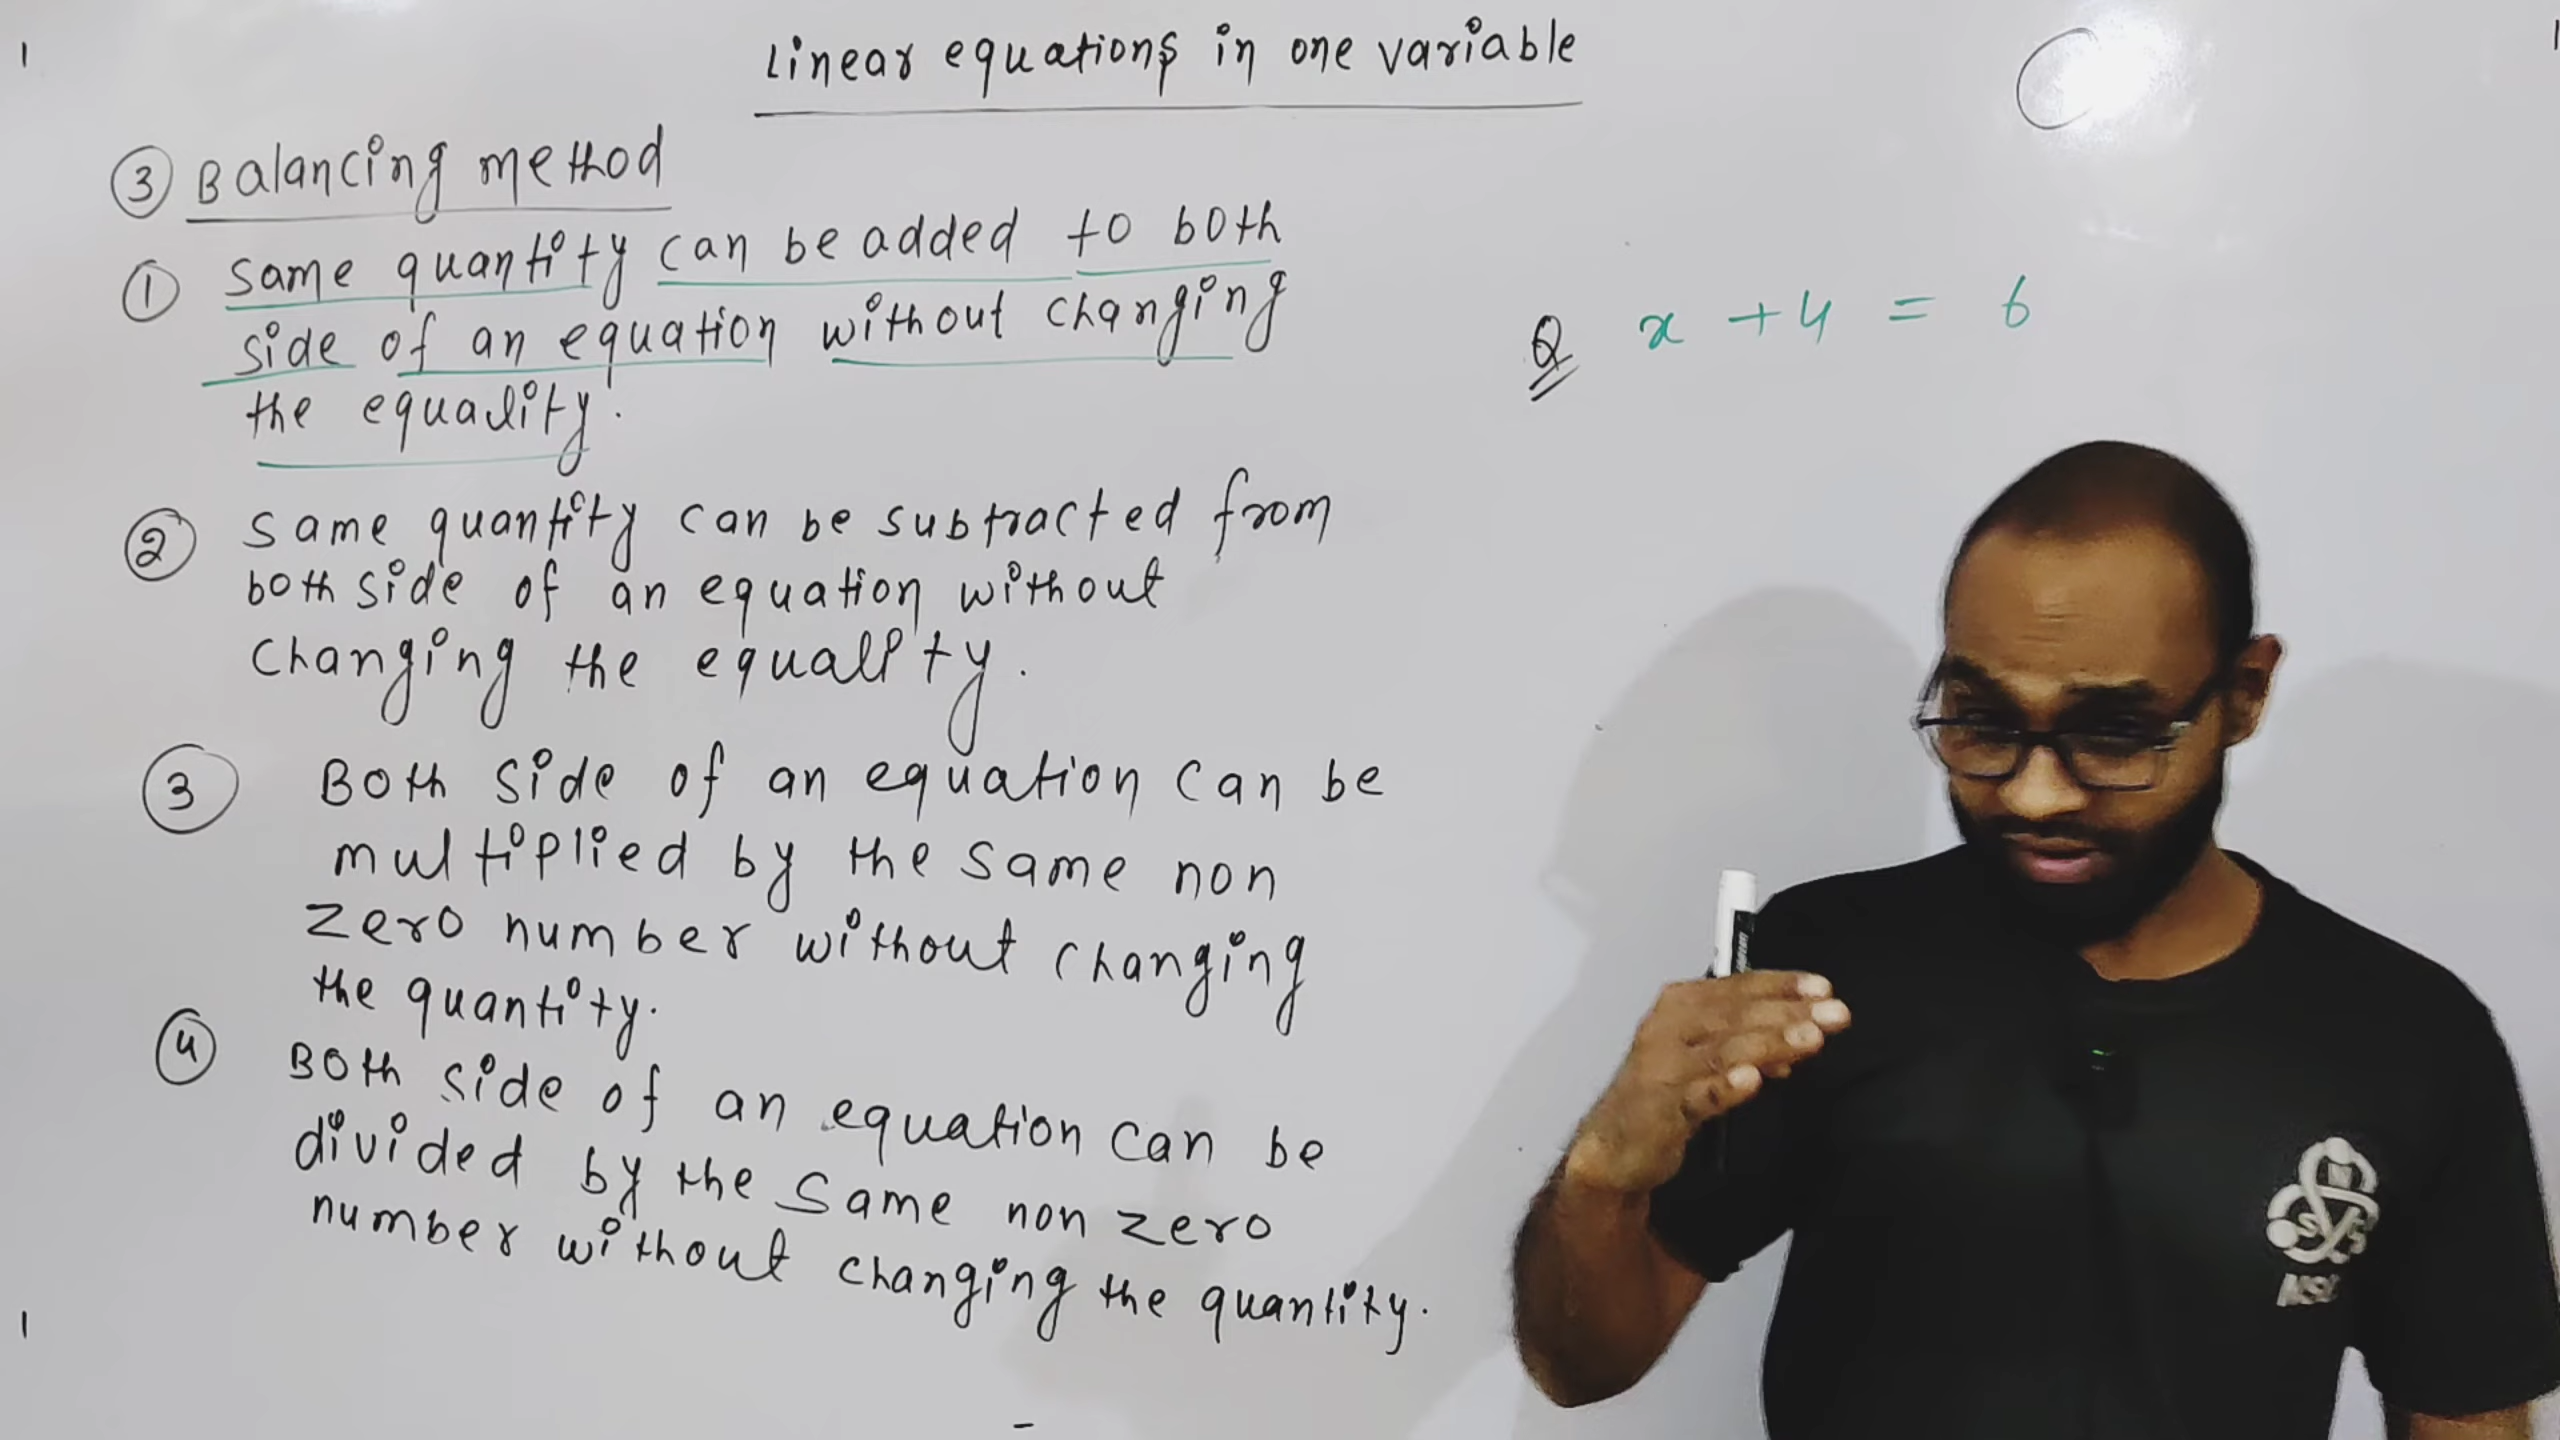 Linear equations in one variable
③ Balancing method
① same quantity can be added to both
side of an equation without changing
the equality.
② same quantity can be subtracted from
both side of an equation without
changing the equality.
③ Both side of an equation can be
multiplied by the same non
zero number without changing
the quantity.
④ Both side of an equation can be
divided by the same non zero
number without changing the quantity.
Q x + 4 = 6